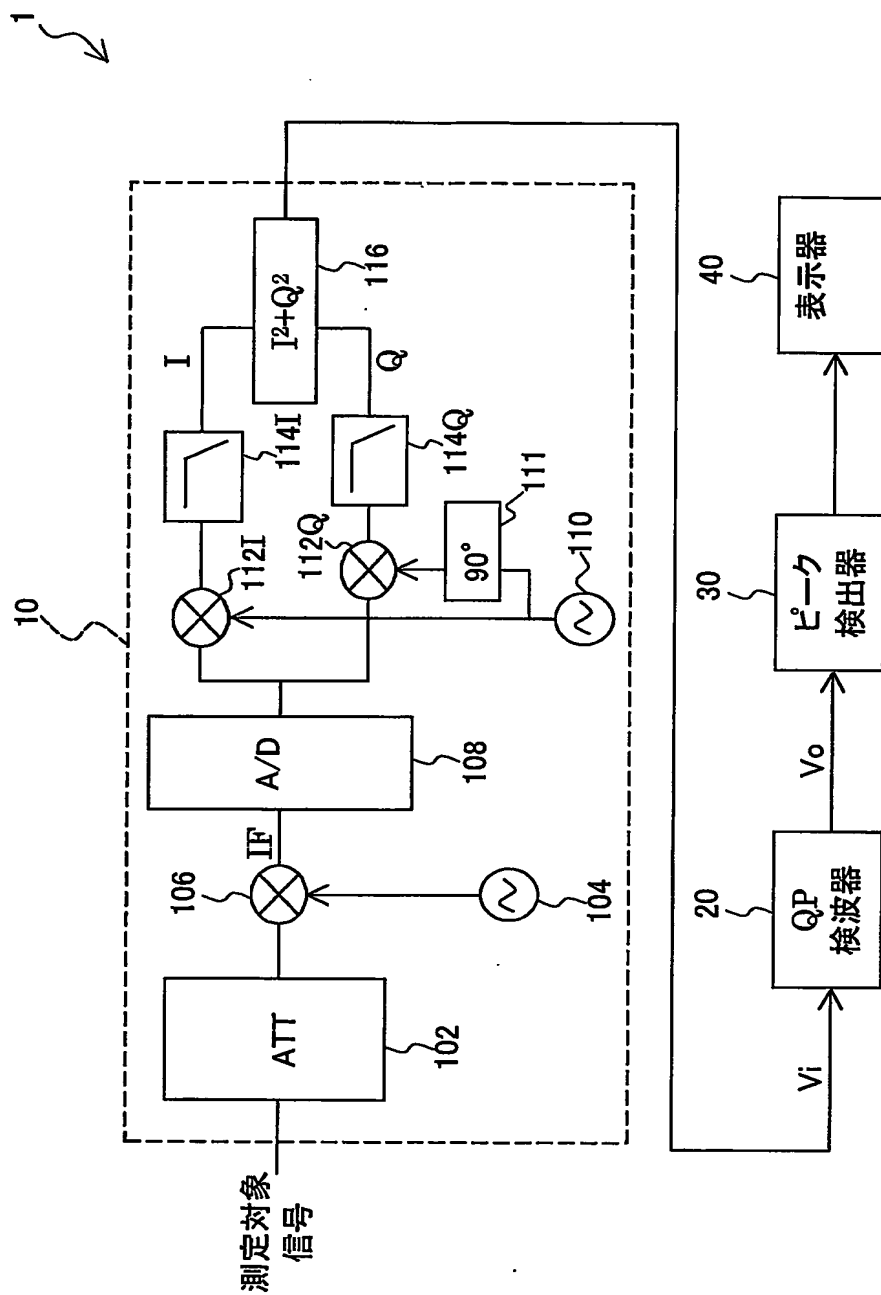 1
10
測定対象
信号
ATT
102
106
IF
104
A/D
108
112I
112Q
90°
111
110
114I
114Q
I
Q
I²+Q²
116
Vi
20
QP
検波器
Vo
30
ピーク
検出器
40
表示器